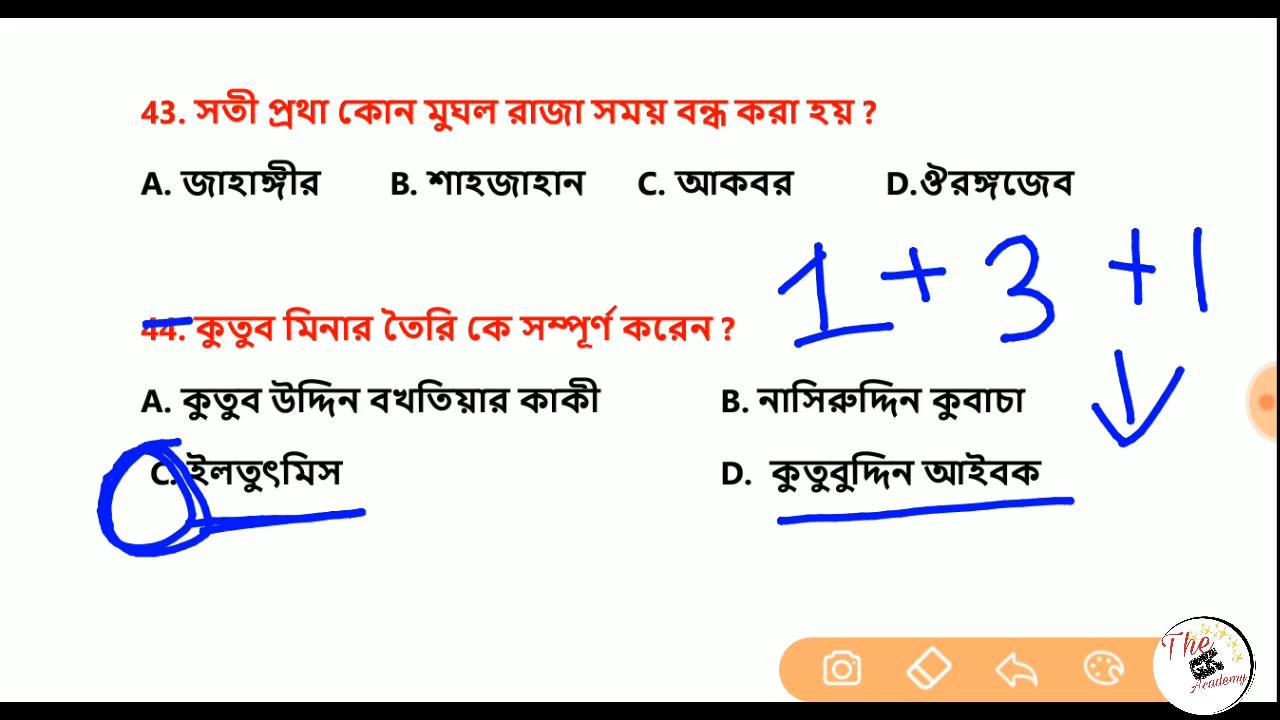 43. সতী প্রথা কোন মুঘল রাজা সময় বন্ধ করা হয় ?
A. জাহাঙ্গীর B. শাহজাহান C. আকবর D.ঔরঙ্গজেব
1 + 3 + 1
44. কুতুব মিনার তৈরি কে সম্পূর্ণ করেন ?
A. কুতুব উদ্দিন বখতিয়ার কাকী B. নাসিরুদ্দিন কুবাচা
C. ইলতুৎমিস D. কুতুবুদ্দিন আইবক
The
GK
Academy